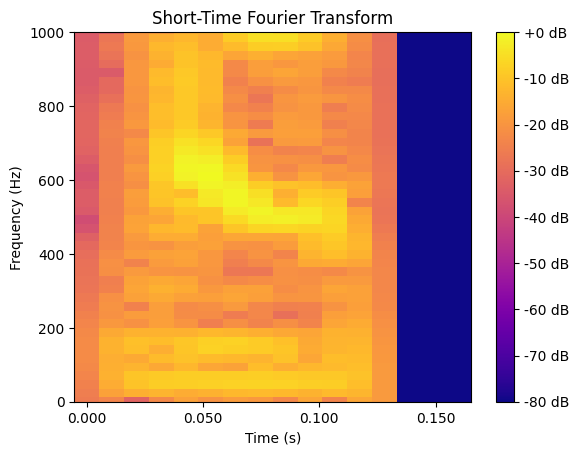 Short-Time Fourier Transform
Frequency (Hz)
1000
800
600
400
200
0
0.000
0.050
0.100
0.150
Time (s)
+0 dB
-10 dB
-20 dB
-30 dB
-40 dB
-50 dB
-60 dB
-70 dB
-80 dB